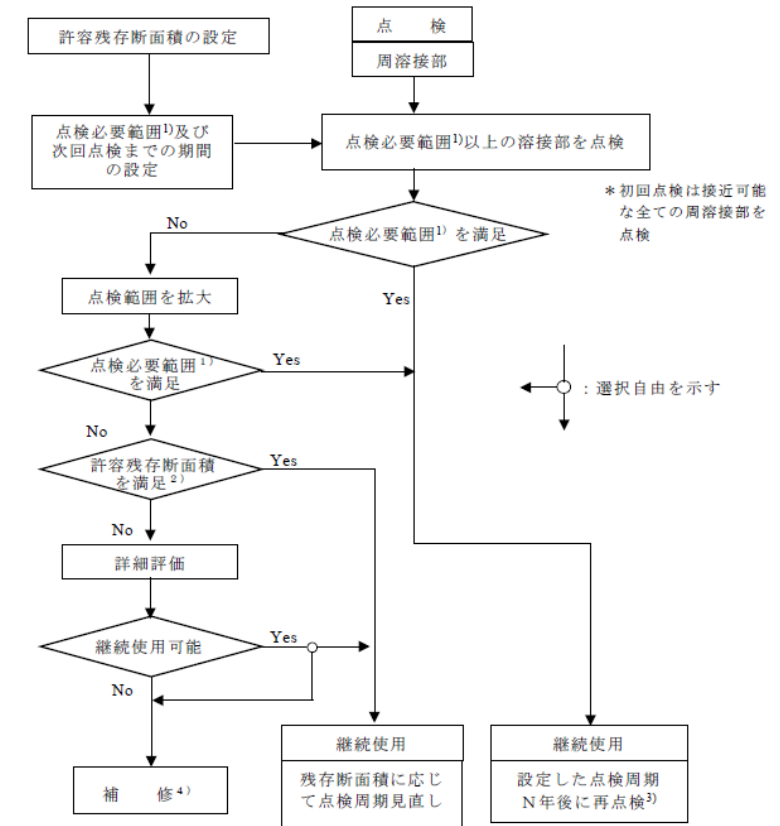 許容残存断面積の設定
点　検
周溶接部
点検必要範囲1)及び
次回点検までの期間
の設定
点検必要範囲1)以上の溶接部を点検
＊初回点検は接近可能
な全ての周溶接部を
点検
点検必要範囲1) を満足
No
Yes
点検範囲を拡大
点検必要範囲1)
を満足
Yes
No
：選択自由を示す
許容残存断面積
を満足2)
Yes
No
詳細評価
継続使用可能
Yes
No
補　修4)
継続使用
残存断面積に応じ
て点検周期見直し
継続使用
設定した点検周期
N年後に再点検3)